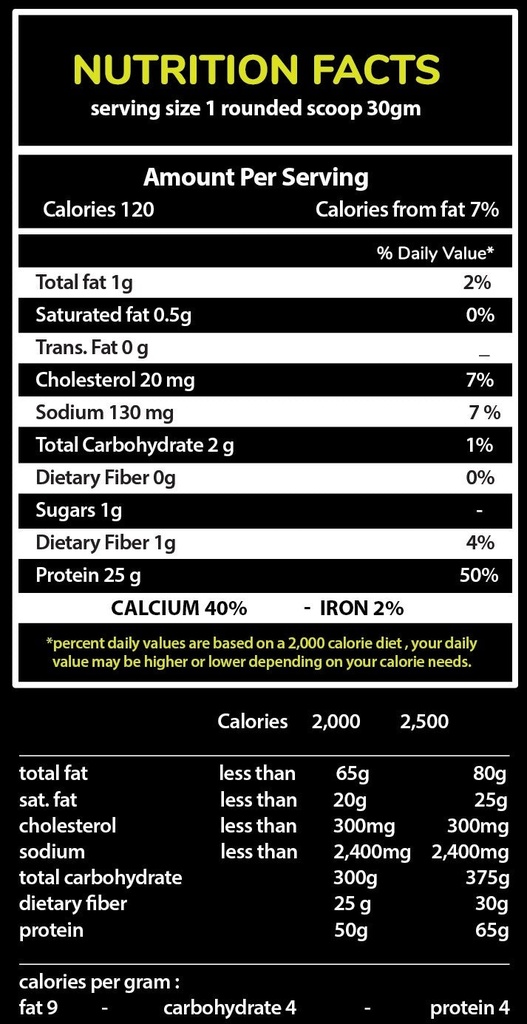 NUTRITION FACTS
serving size 1 rounded scoop 30gm
Amount Per Serving
Calories 120 Calories from fat 7%
% Daily Value*
Total fat 1g 2%
Saturated fat 0.5g 0%
Trans. Fat 0 g _
Cholesterol 20 mg 7%
Sodium 130 mg 7 %
Total Carbohydrate 2 g 1%
Dietary Fiber 0g 0%
Sugars 1g -
Dietary Fiber 1g 4%
Protein 25 g 50%
CALCIUM 40% - IRON 2%
*percent daily values are based on a 2,000 calorie diet , your daily
value may be higher or lower depending on your calorie needs.
Calories 2,000 2,500
total fat less than 65g 80g
sat. fat less than 20g 25g
cholesterol less than 300mg 300mg
sodium less than 2,400mg 2,400mg
total carbohydrate 300g 375g
dietary fiber 25 g 30g
protein 50g 65g
calories per gram :
fat 9 - carbohydrate 4 - protein 4